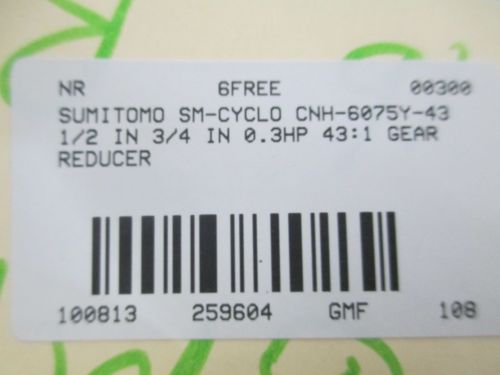 NR 6FREE 00300
SUMITOMO SM-CYCLO CNH-6075Y-43
1/2 IN 3/4 IN 0.3HP 43:1 GEAR
REDUCER
100813 259604 GMF 108